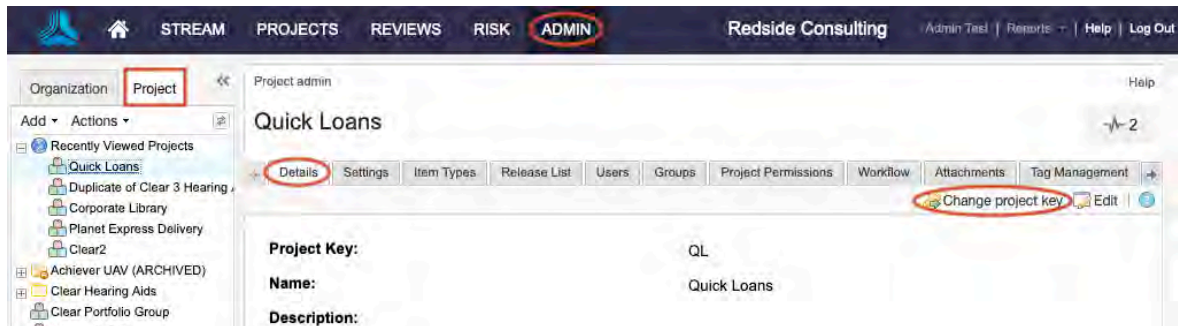 STREAM PROJECTS REVIEWS RISK ADMIN Redside Consulting Admin Test | Reports | Help | Log Out
Organization Project
Add Actions
Recently Viewed Projects
Quick Loans
Duplicate of Clear 3 Hearing
Corporate Library
Planet Express Delivery
Clear2
Achiever UAV (ARCHIVED)
Clear Hearing Aids
Clear Portfolio Group
Project admin Help
Quick Loans 2
Details Settings Item Types Release List Users Groups Project Permissions Workflow Attachments Tag Management
Change project key Edit
Project Key: QL
Name: Quick Loans
Description: